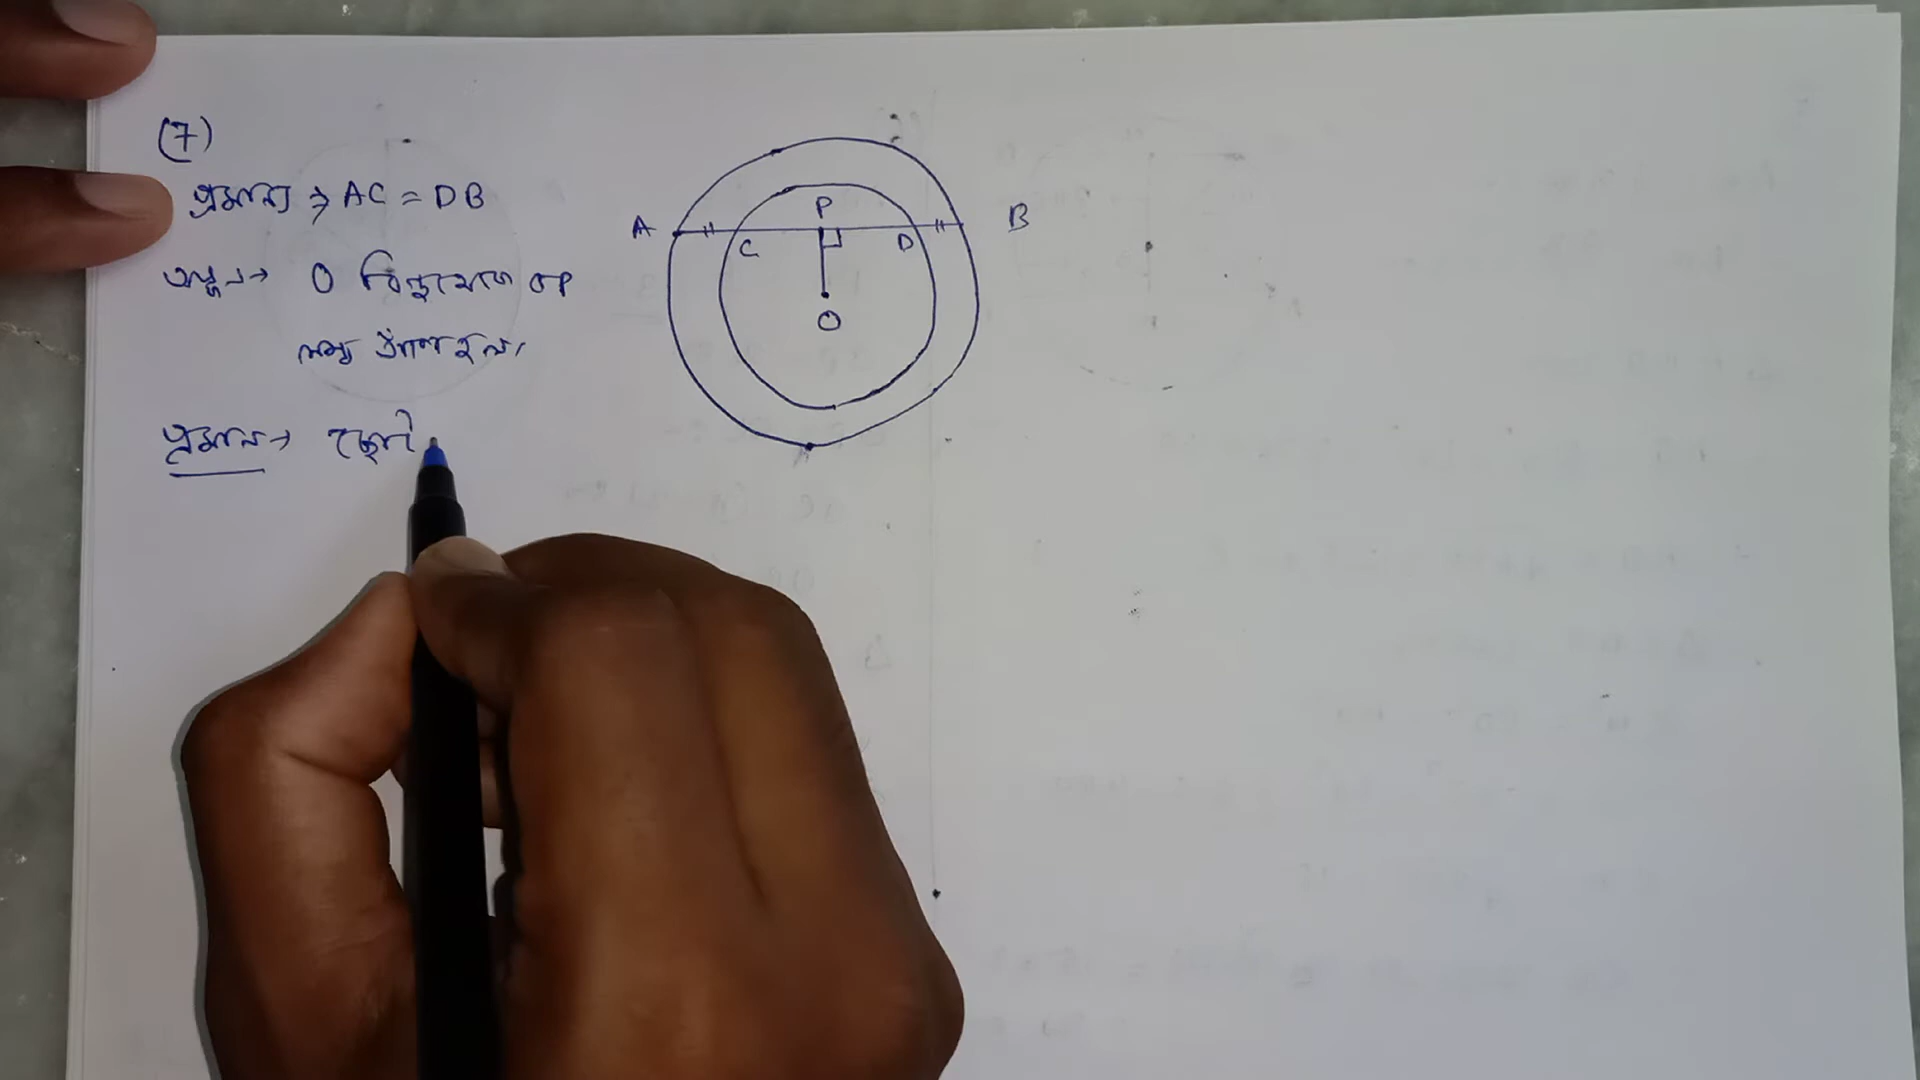 (7)
প্রমান্য ⇒ AC = DB
অঙ্কন → O বিন্দু থেকে OP
লম্ব টানা হল।
প্রমান → ছোট
A
C
P
D
B
O